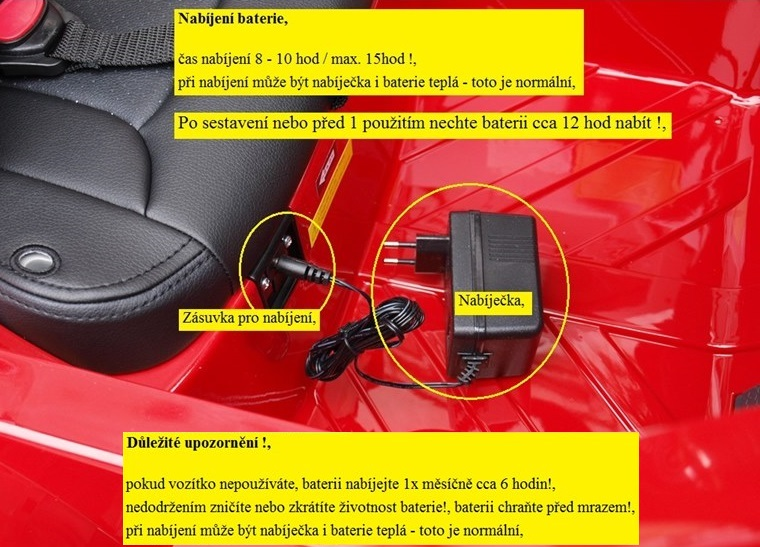 Nabíjení baterie,
čas nabíjení 8 - 10 hod / max. 15hod !,
při nabíjení může být nabíječka i baterie teplá - toto je normální,
Po sestavení nebo před 1 použitím nechte baterii cca 12 hod nabít !,
Nabíječka,
Zásuvka pro nabíjení,
Důležité upozornění !,
pokud vozítko nepoužíváte, baterii nabíjejte 1x měsíčně cca 6 hodin!,
nedodržením zničíte nebo zkrátíte životnost baterie!, baterii chraňte před mrazem!,
při nabíjení může být nabíječka i baterie teplá - toto je normální,